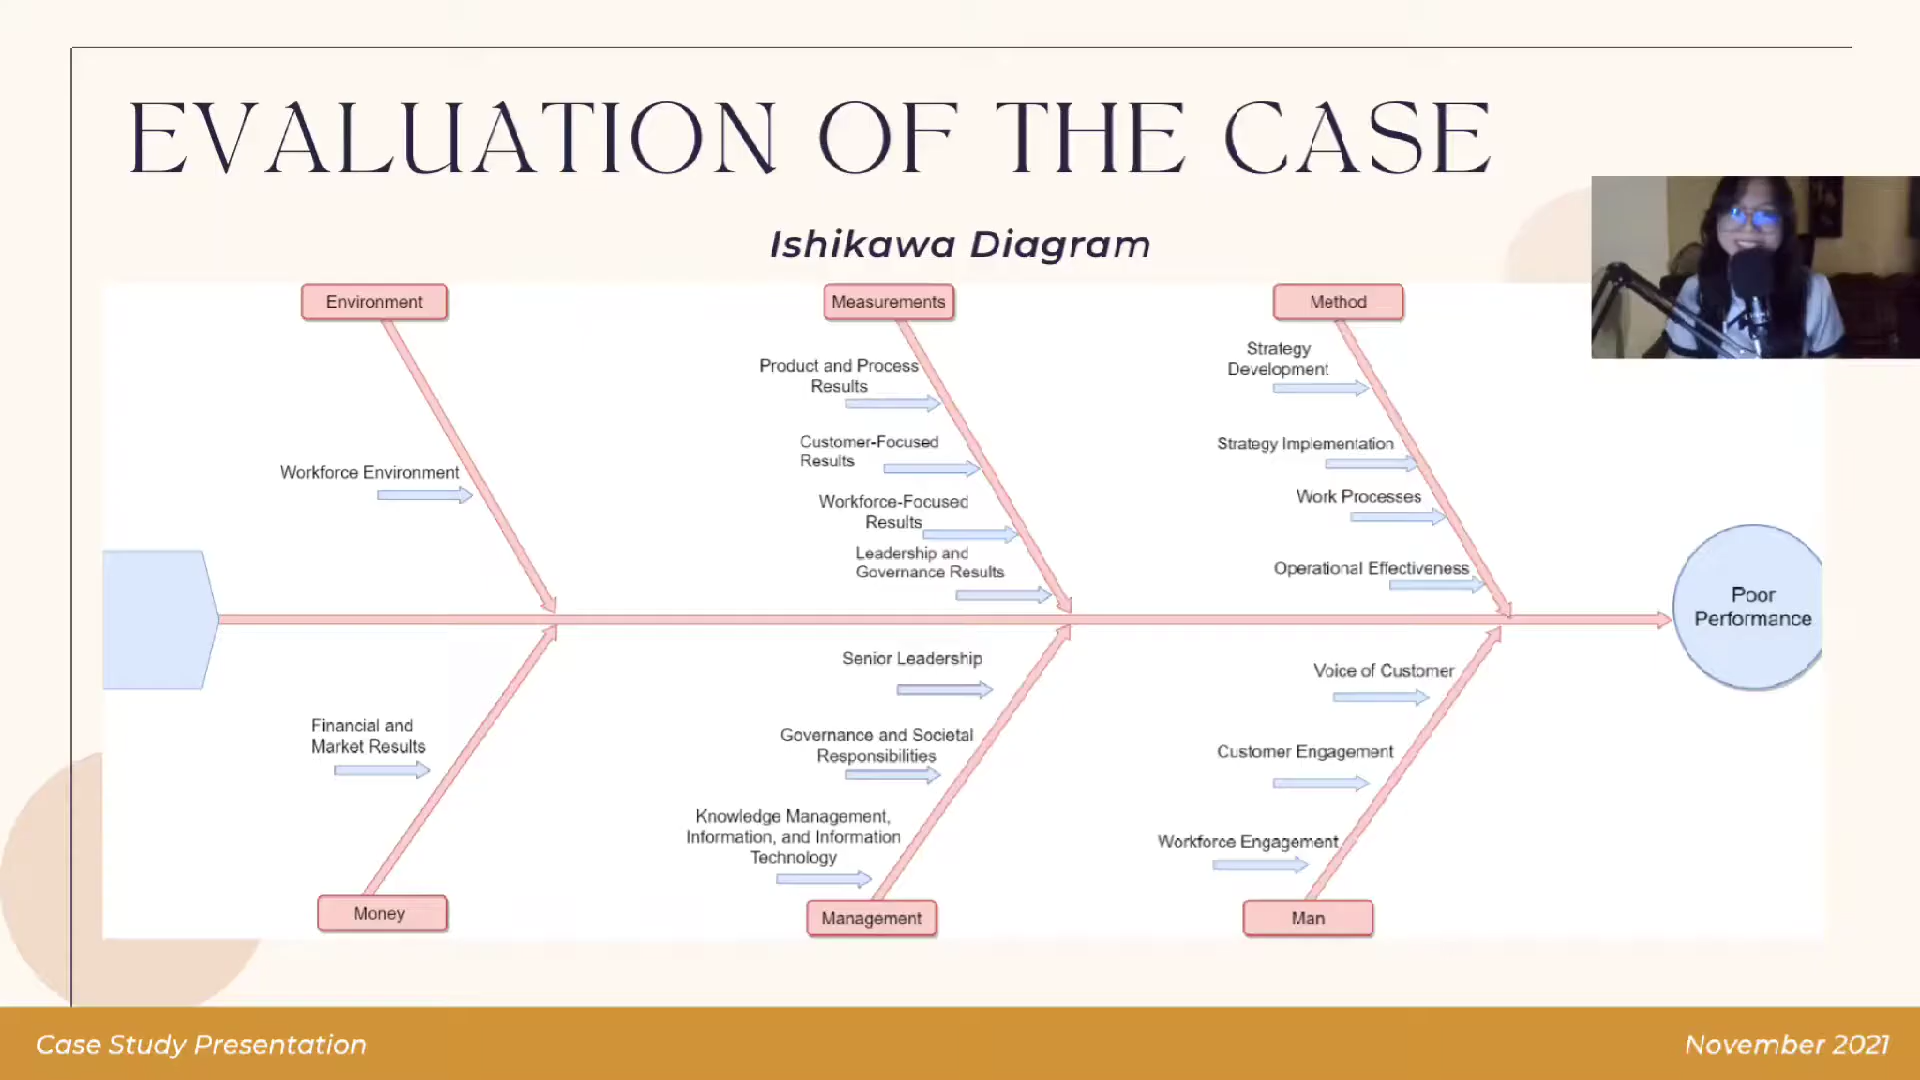 EVALUATION OF THE CASE
Ishikawa Diagram
Environment
Measurements
Method
Workforce Environment
Product and Process
Results
Customer-Focused
Results
Workforce-Focused
Results
Leadership and
Governance Results
Strategy
Development
Strategy Implementation
Work Processes
Operational Effectiveness
Poor
Performance
Financial and
Market Results
Senior Leadership
Governance and Societal
Responsibilities
Knowledge Management,
Information, and Information
Technology
Voice of Customer
Customer Engagement
Workforce Engagement
Money
Management
Man
Case Study Presentation
November 2021